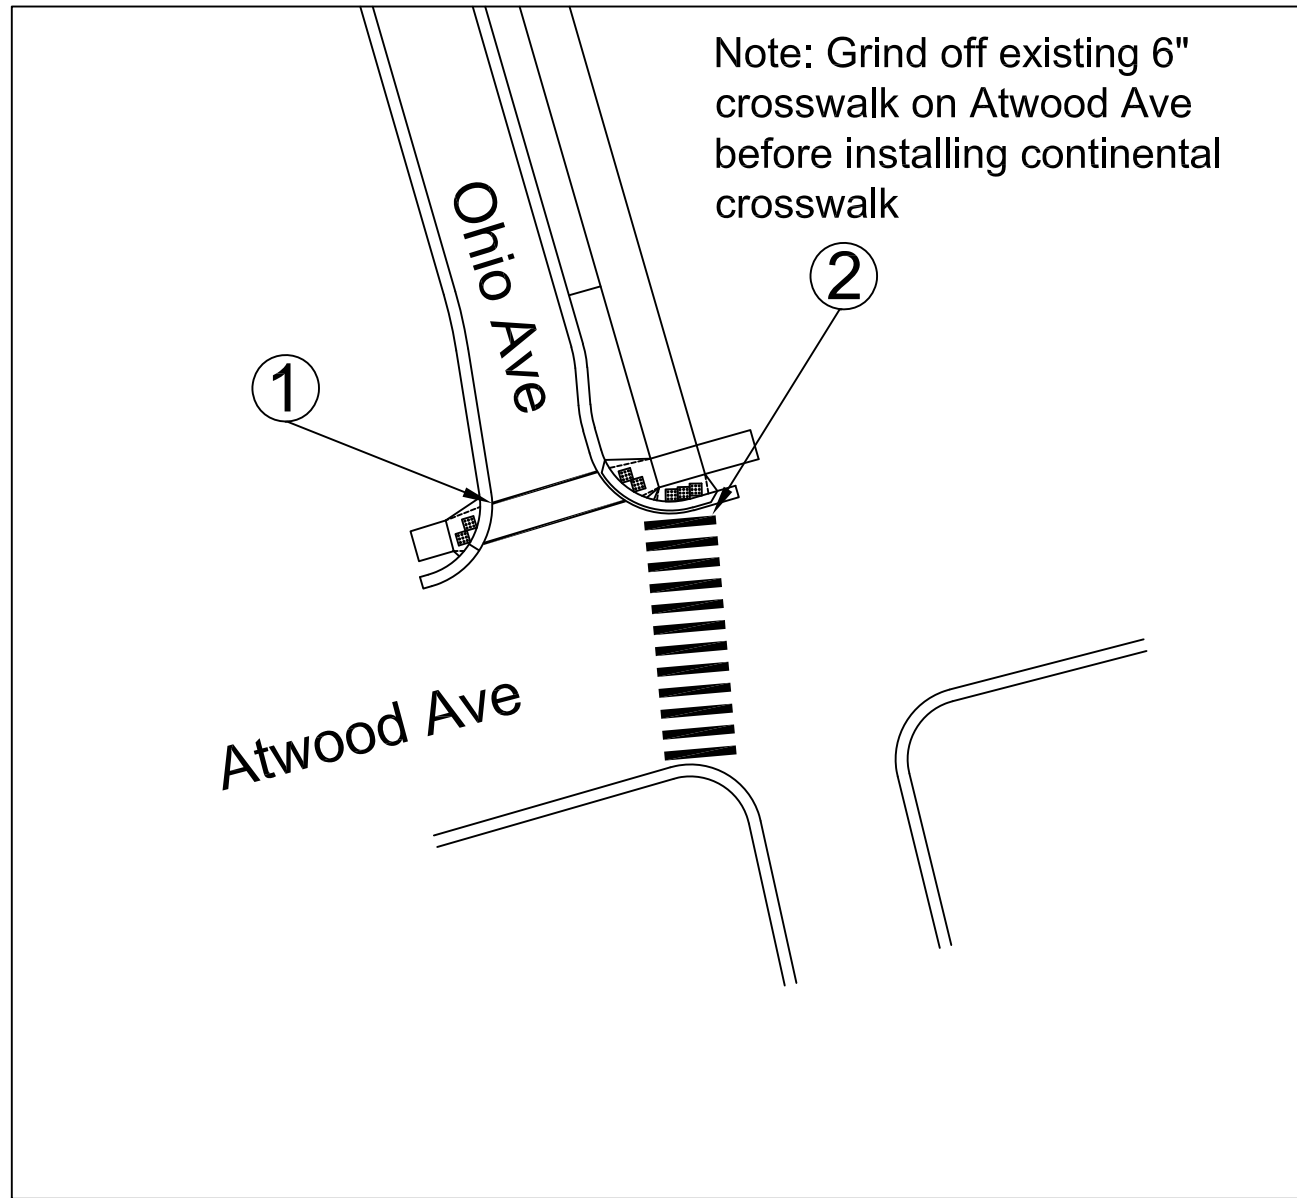 Note: Grind off existing 6"
crosswalk on Atwood Ave
before installing continental
crosswalk
Ohio Ave
2
1
Atwood Ave